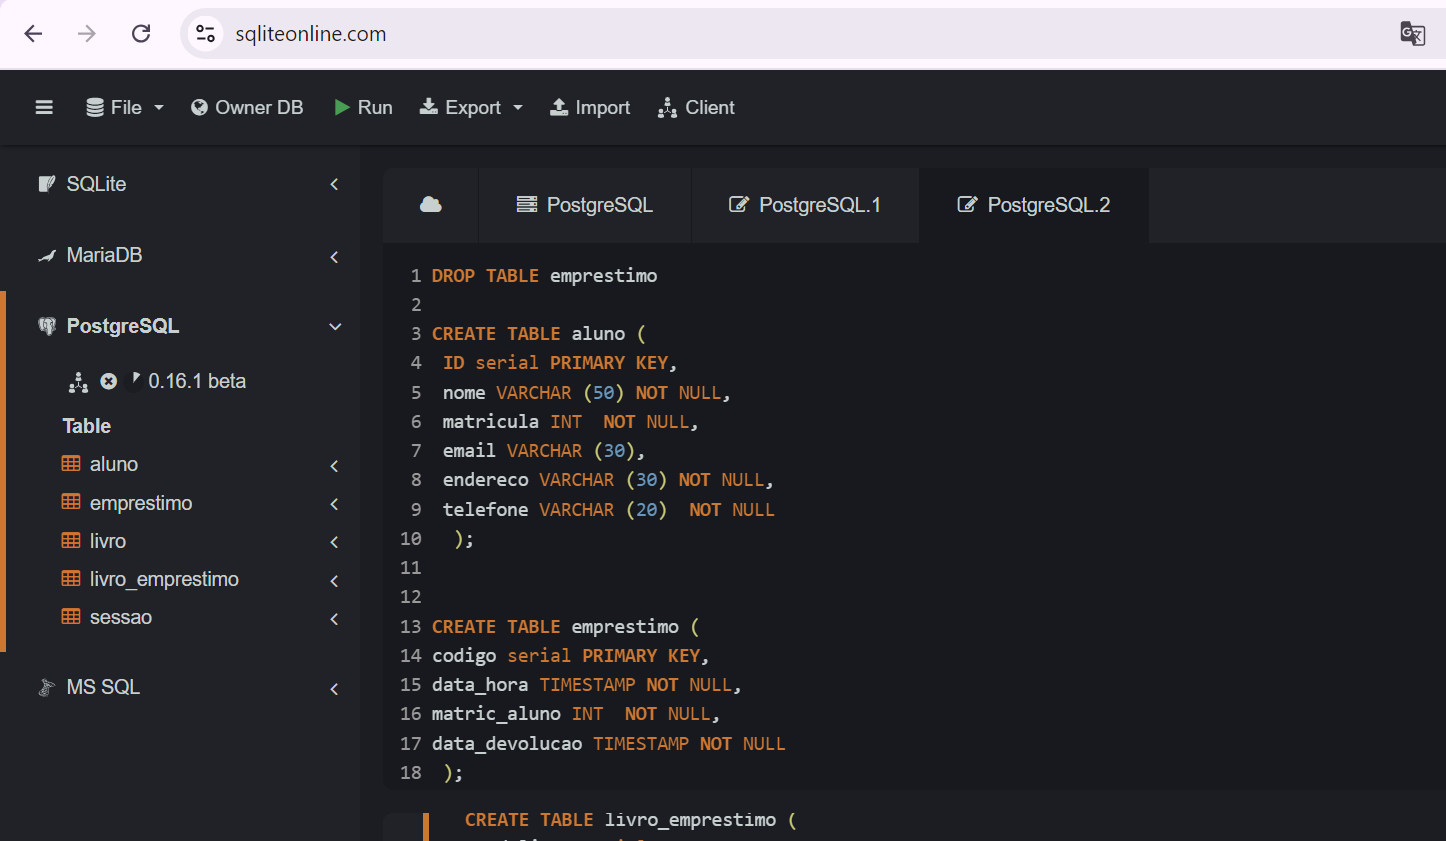 sqliteonline.com
File Owner DB Run Export Import Client
SQLite
MariaDB
PostgreSQL
0.16.1 beta
Table
aluno
emprestimo
livro
livro_emprestimo
sessao
MS SQL
PostgreSQL PostgreSQL.1 PostgreSQL.2
1 DROP TABLE emprestimo
2
3 CREATE TABLE aluno (
4 ID serial PRIMARY KEY,
5 nome VARCHAR (50) NOT NULL,
6 matricula INT  NOT NULL,
7 email VARCHAR (30),
8 endereco VARCHAR (30) NOT NULL,
9 telefone VARCHAR (20)  NOT NULL
10 );
11
12
13 CREATE TABLE emprestimo (
14 codigo serial PRIMARY KEY,
15 data_hora TIMESTAMP NOT NULL,
16 matric_aluno INT  NOT NULL,
17 data_devolucao TIMESTAMP NOT NULL
18 );
CREATE TABLE livro_emprestimo (